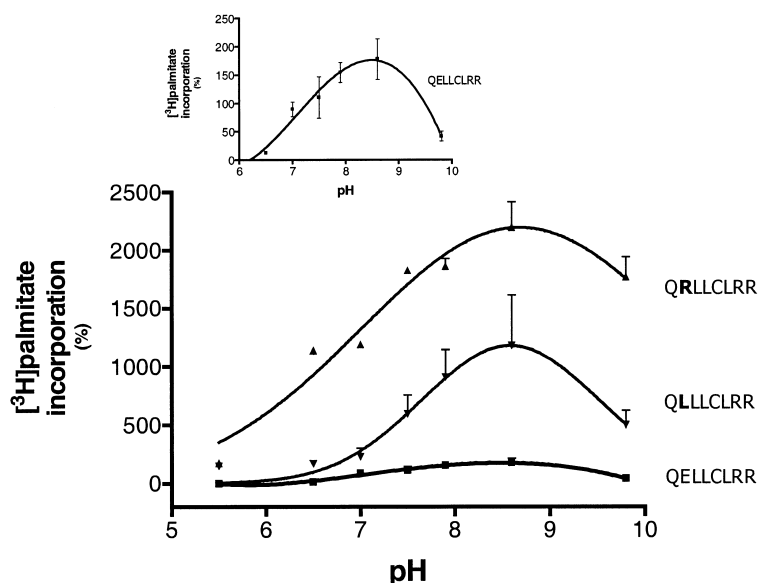 250
200
150
100
50
0
[³H]palmitate
incorporation
(%)
QELLCLRR
6 7 8 9 10
pH
2500
2000
1500
1000
500
0
[³H]palmitate
incorporation
(%)
QRLLCLRR
QLLLCLRR
QELLCLRR
5 6 7 8 9 10
pH